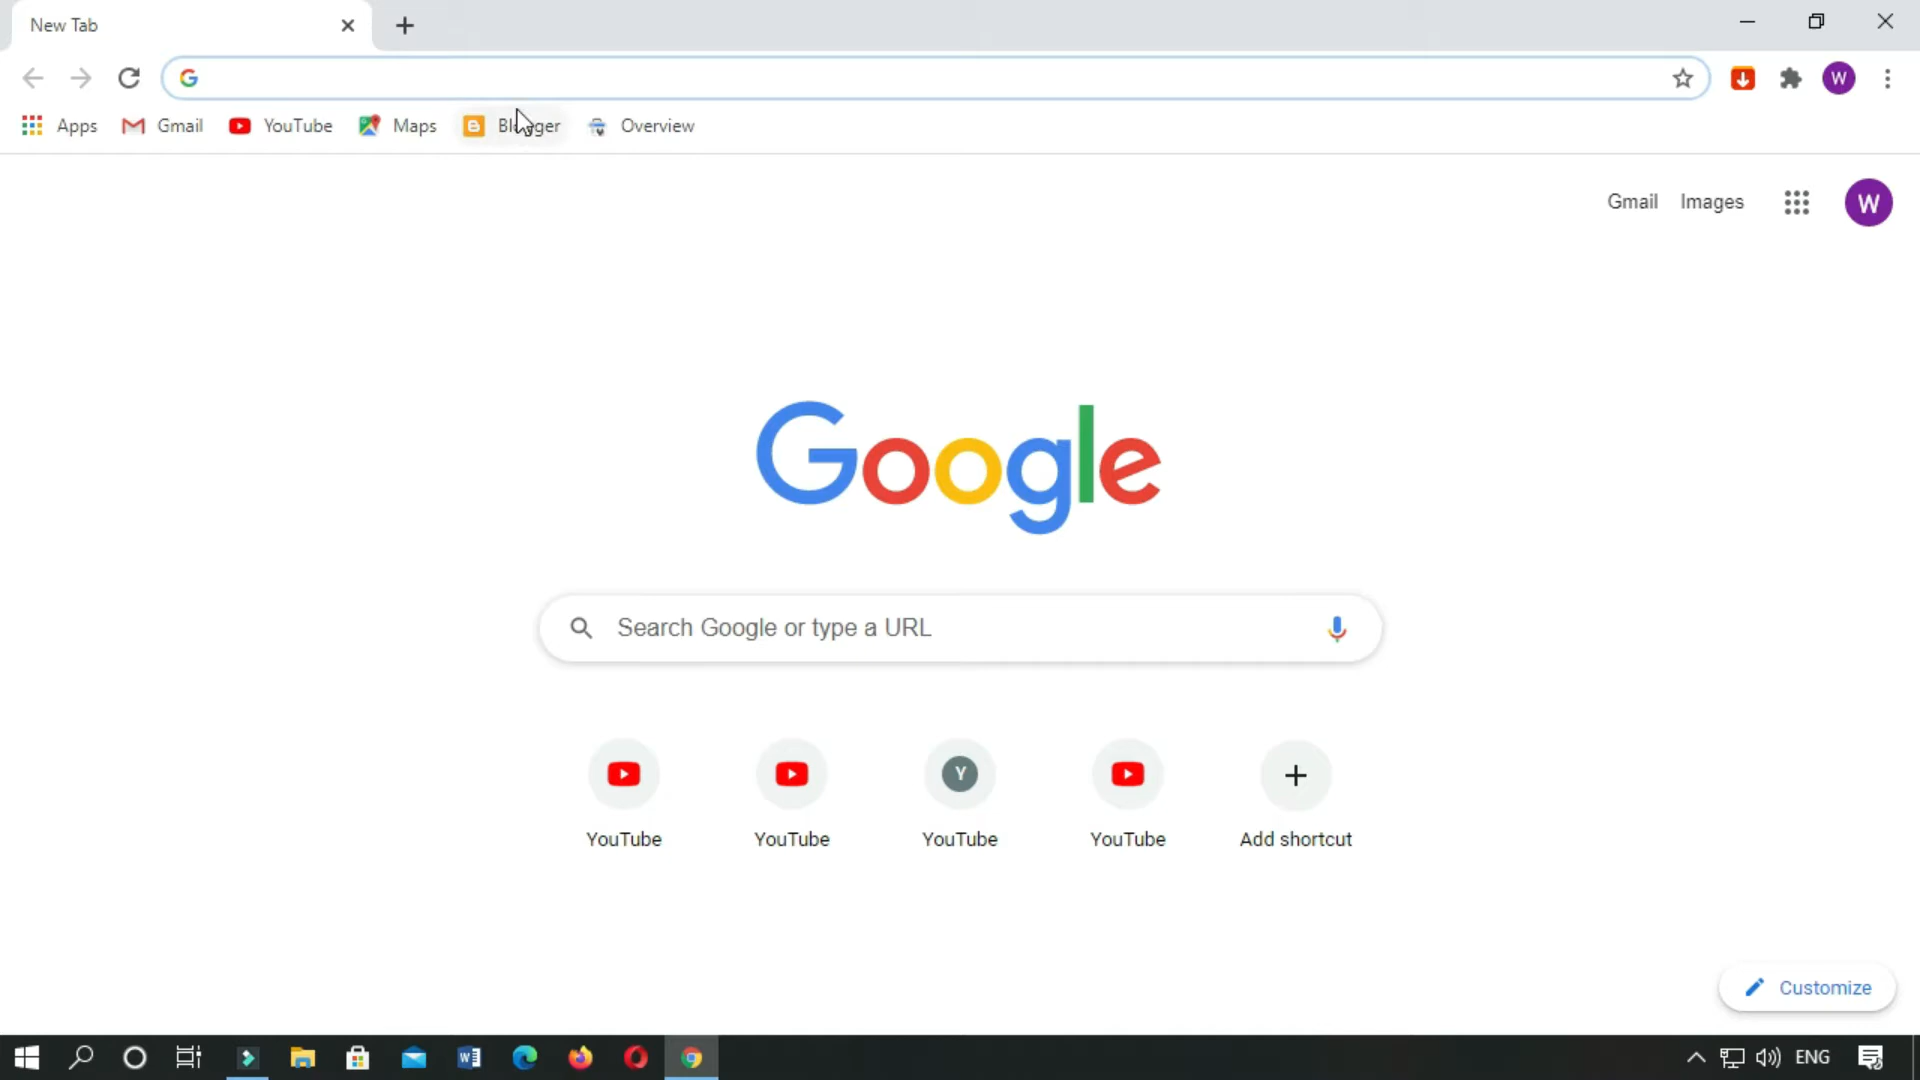 New Tab
Apps Gmail YouTube Maps Blogger Overview
W
Gmail Images W
Google
Search Google or type a URL
Y
YouTube YouTube YouTube YouTube Add shortcut
Customize
ENG